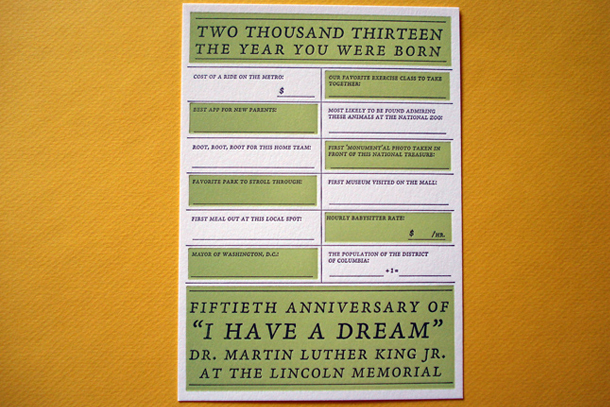 TWO THOUSAND THIRTEEN
THE YEAR YOU WERE BORN
COST OF A RIDE ON THE METRO:
$
OUR FAVORITE EXERCISE CLASS TO TAKE
TOGETHER:
BEST APP FOR NEW PARENTS:
MOST LIKELY TO BE FOUND ADMIRING
THESE ANIMALS AT THE NATIONAL ZOO:
ROOT, ROOT, ROOT FOR THIS HOME TEAM:
FIRST 'MONUMENT'AL PHOTO TAKEN IN
FRONT OF THIS NATIONAL TREASURE:
FAVORITE PARK TO STROLL THROUGH:
FIRST MUSEUM VISITED ON THE MALL:
FIRST MEAL OUT AT THIS LOCAL SPOT:
HOURLY BABYSITTER RATE:
$ /HR.
MAYOR OF WASHINGTON, D.C.:
THE POPULATION OF THE DISTRICT
OF COLUMBIA:
+1+
FIFTIETH ANNIVERSARY OF
"I HAVE A DREAM"
DR. MARTIN LUTHER KING JR.
AT THE LINCOLN MEMORIAL